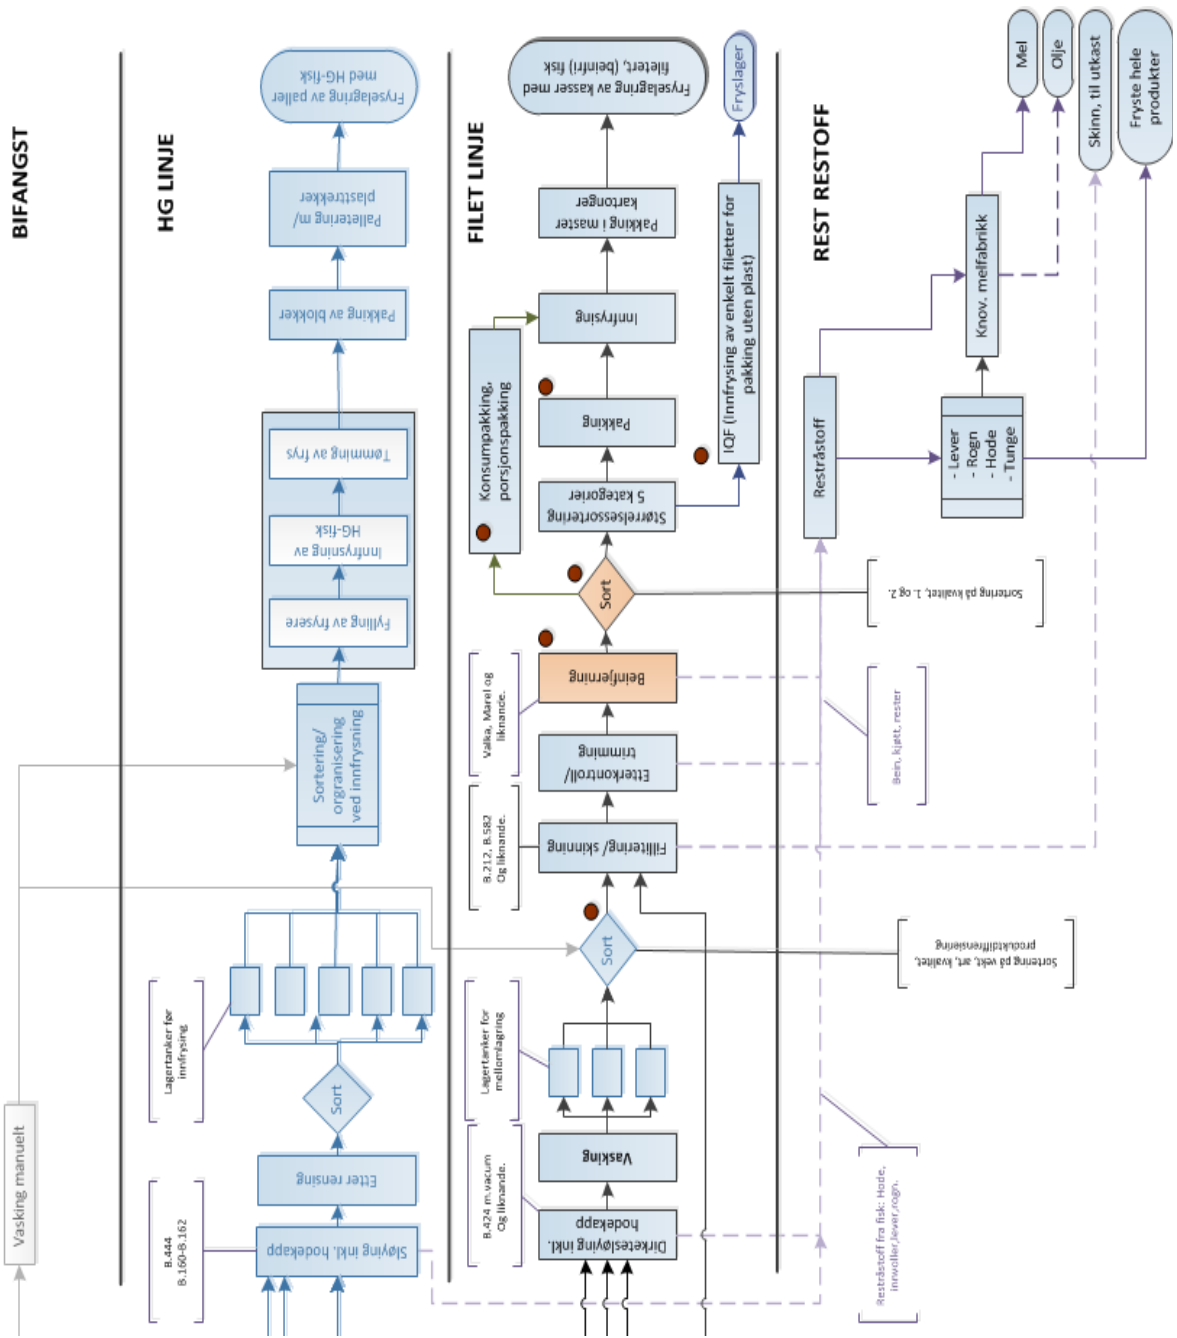 BIFANGST
Vasking manuelt
HG LINJE
Fryselagring av paller
med HG-fisk
Palletering m/
plasttrekker
Pakking av blokker
Tømming av frys
Innfrysning av
HG-fisk
Fylling av frysere
Sortering/
orgranisering
ved innfrysning
Lagertanker før
innfrysing
Sort
Etter rensing
B.444
B.160-B.162
Sløying inkl. hodekapp
FILET LINJE
Fryselagring av kasser med
filetert, (beinfri) fisk
Fryslager
Pakking i master
kartonger
Innfrysing
Konsumpakking,
porsjonspakking
Pakking
IQF (Innfrysing av enkelt filetter for
pakking uten plast)
Størrelsessortering
5 kategorier
Sort
Sortering på kvalitet, 1. og 2.
Valka, Marel og
liknande.
Beinfjerning
Etterkontroll/
trimming
B.212, B.582
Og liknande.
Fillitering/ skinning
Sort
Sortering på vekt, art, kvalitet,
produktdiffrensiering
Lagertanker for
mellomlagring
Vasking
B.424 m.vacum
Og liknande.
Dirketesløying inkl.
hodekapp
REST RESTOFF
Mel
Olje
Skinn, til utkast
Fryste hele
produkter
Knov. melfabrikk
Restråstoff
- Lever
- Rogn
- Hode
- Tunge
Bein, kjøtt, rester
Restråstoff fra fisk: Hode,
innvoller,lever,rogn.